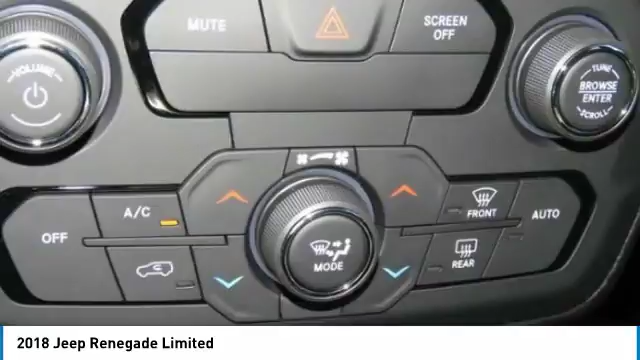 MUTE
SCREEN
OFF
VOLUME
TUNE
BROWSE
ENTER
SCROLL
OFF
A/C
MODE
FRONT
REAR
AUTO
2018 Jeep Renegade Limited